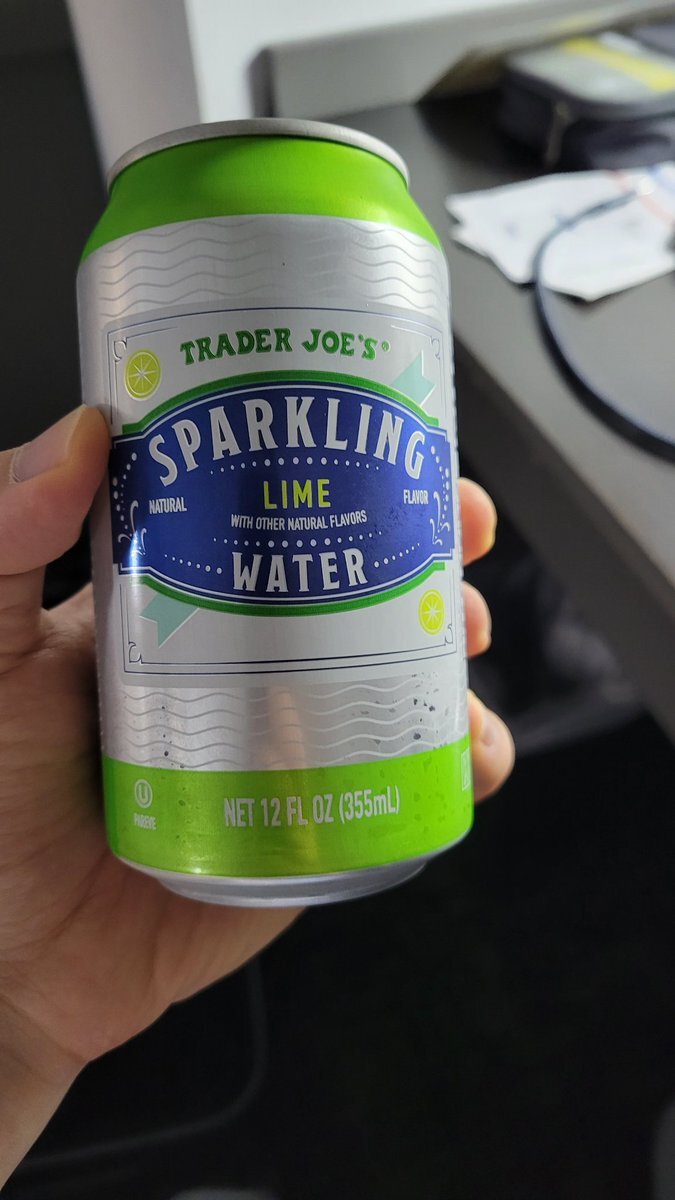 TRADER JOE'S®
SPARKLING
LIME
NATURAL FLAVOR
WITH OTHER NATURAL FLAVORS
WATER
U
PAREVE
NET 12 FL OZ (355mL)